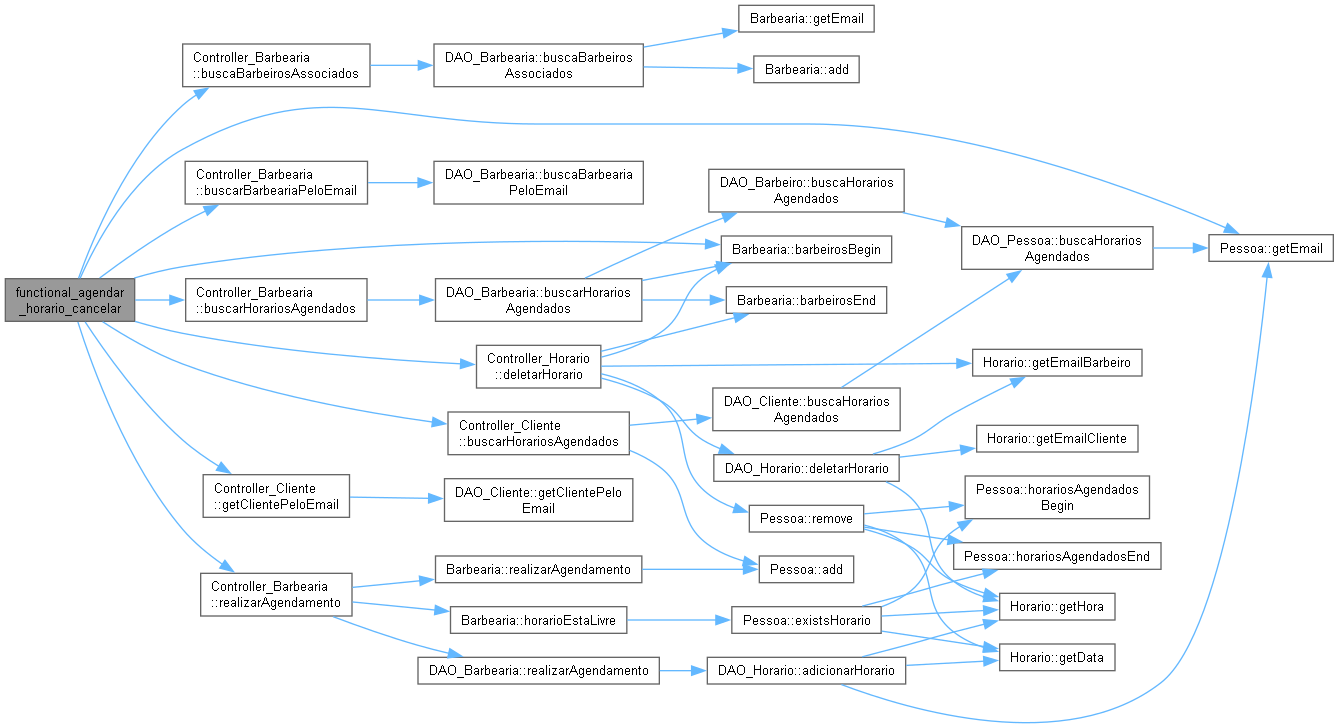 functional_agendar
_horario_cancelar
Controller_Barbearia
::buscaBarbeirosAssociados
DAO_Barbearia::buscaBarbeiros
Associados
Barbearia::getEmail
Barbearia::add
Controller_Barbearia
::buscarBarbeariaPeloEmail
DAO_Barbearia::buscaBarbearia
PeloEmail
Controller_Barbearia
::buscarHorariosAgendados
DAO_Barbearia::buscarHorarios
Agendados
DAO_Barbeiro::buscaHorarios
Agendados
Barbearia::barbeirosBegin
Barbearia::barbeirosEnd
DAO_Pessoa::buscaHorarios
Agendados
Pessoa::getEmail
Controller_Horario
::deletarHorario
Horario::getEmailBarbeiro
Controller_Cliente
::buscarHorariosAgendados
DAO_Cliente::buscaHorarios
Agendados
Horario::getEmailCliente
DAO_Horario::deletarHorario
Controller_Cliente
::getClientePeloEmail
DAO_Cliente::getClientePelo
Email
Pessoa::remove
Pessoa::horariosAgendados
Begin
Pessoa::horariosAgendadosEnd
Controller_Barbearia
::realizarAgendamento
Barbearia::realizarAgendamento
Pessoa::add
Barbearia::horarioEstaLivre
Pessoa::existsHorario
Horario::getHora
DAO_Barbearia::realizarAgendamento
DAO_Horario::adicionarHorario
Horario::getData